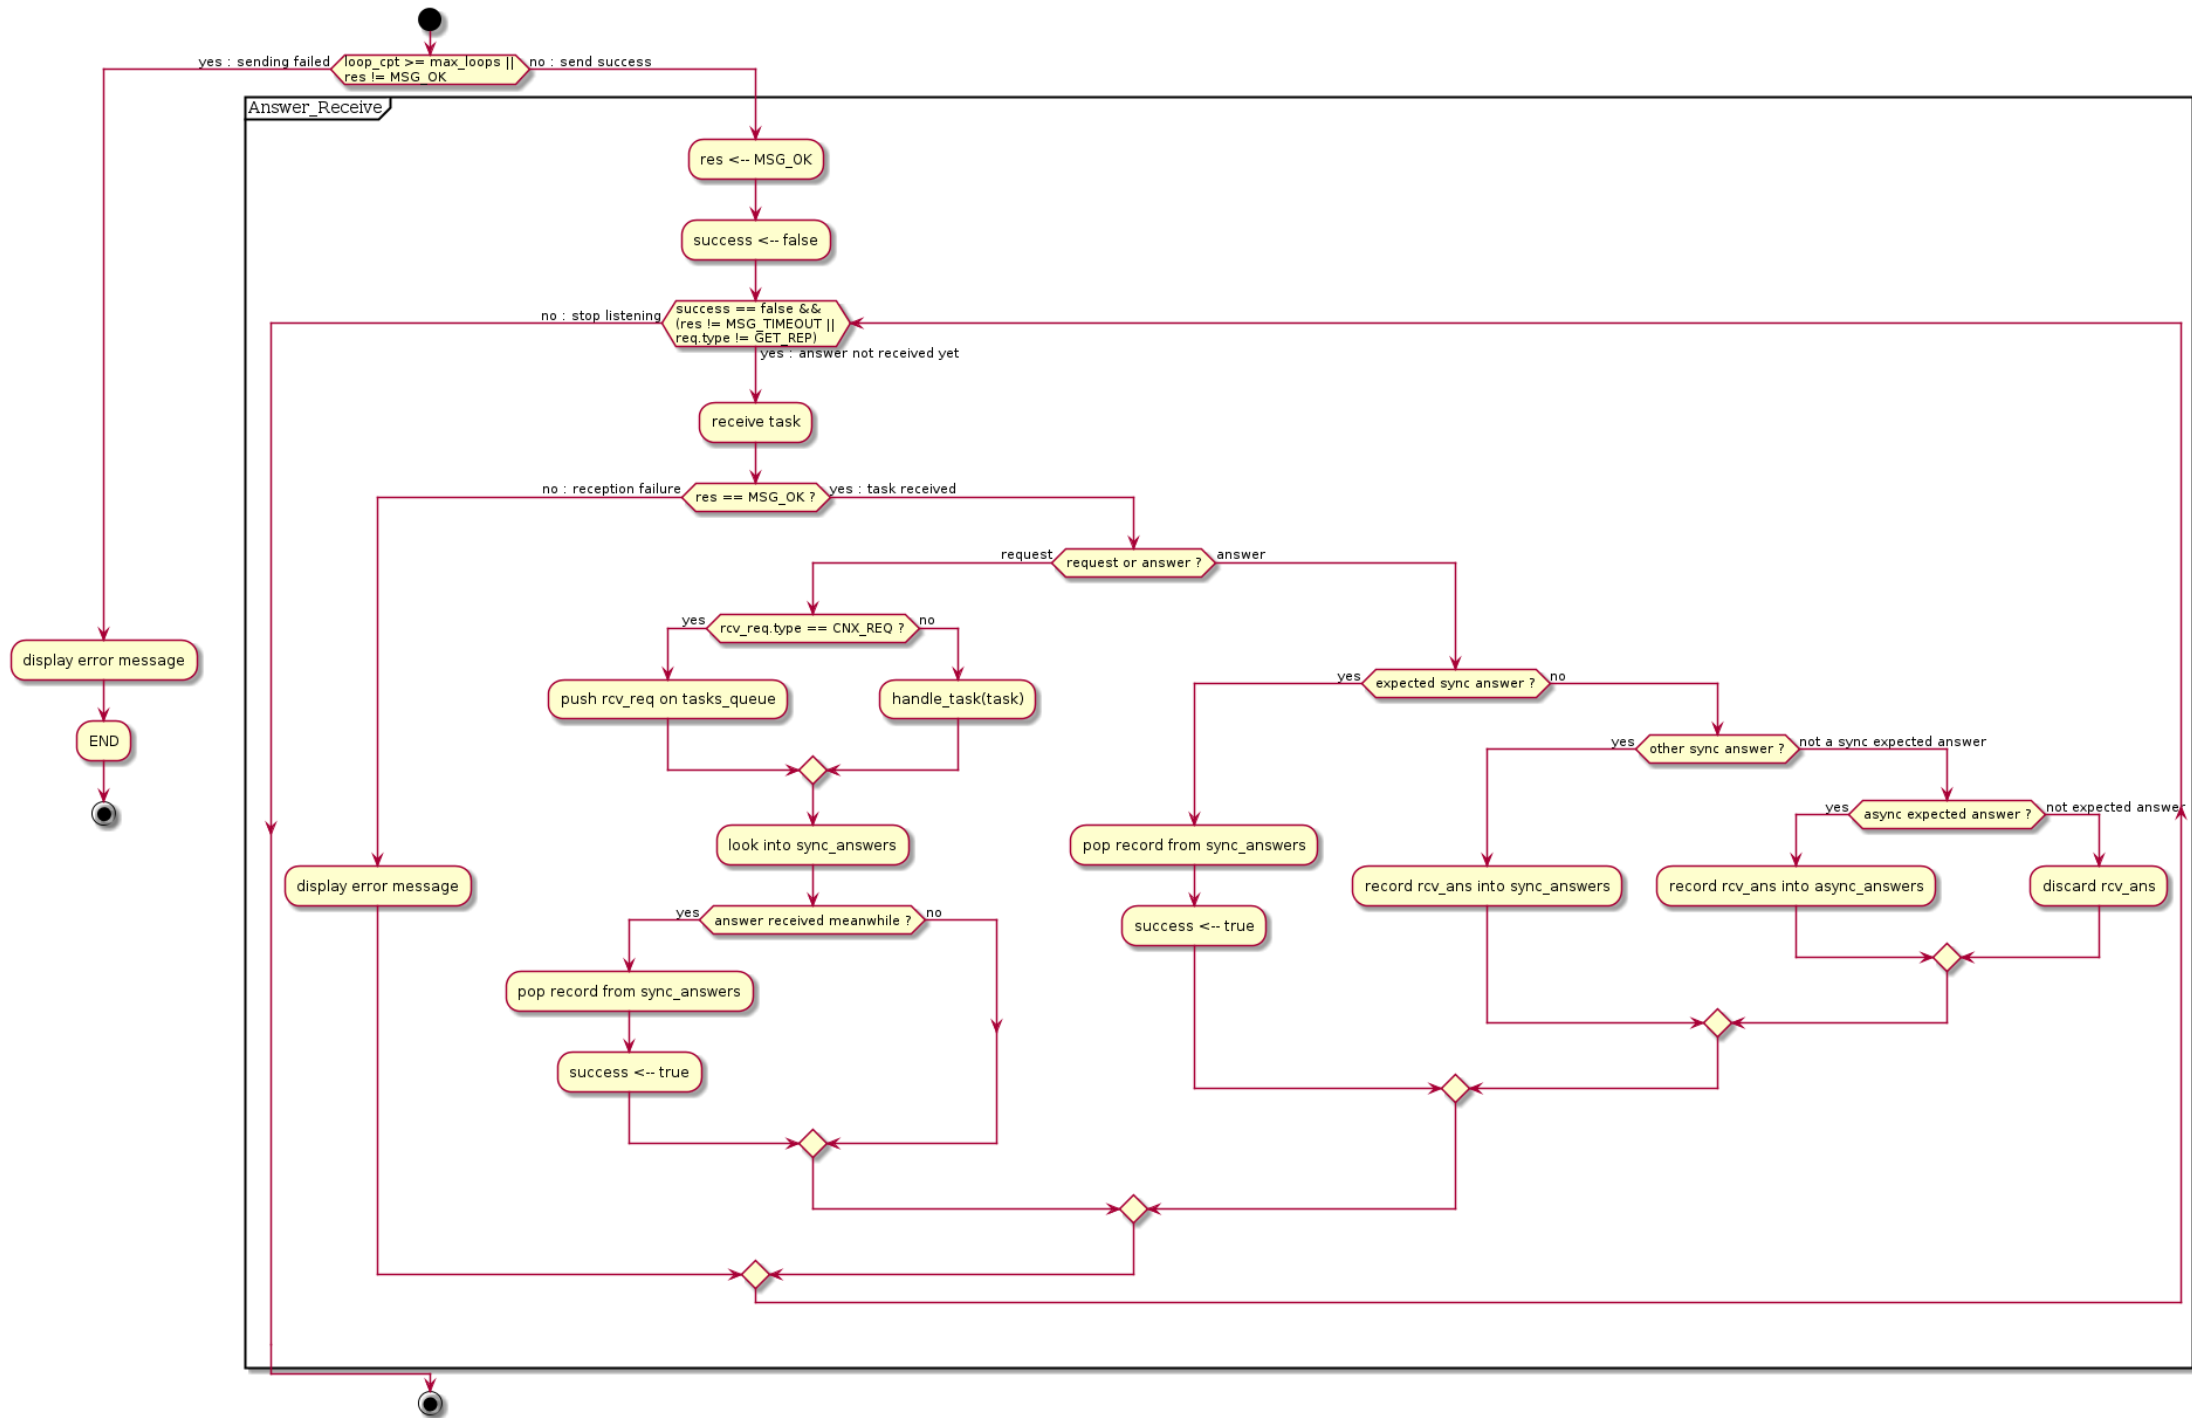 yes : sending failed
loop_cpt >= max_loops ||
res != MSG_OK
no : send success
Answer_Receive
res <-- MSG_OK
success <-- false
no : stop listening
success == false &&
(res != MSG_TIMEOUT ||
req.type != GET_REP)
yes : answer not received yet
receive task
no : reception failure
res == MSG_OK ?
yes : task received
request
request or answer ?
answer
yes
rcv_req.type == CNX_REQ ?
no
display error message
push rcv_req on tasks_queue
handle_task(task)
yes
expected sync answer ?
no
END
yes
other sync answer ?
not a sync expected answer
yes
async expected answer ?
not expected answer
look into sync_answers
pop record from sync_answers
display error message
record rcv_ans into sync_answers
record rcv_ans into async_answers
discard rcv_ans
yes
answer received meanwhile ?
no
success <-- true
pop record from sync_answers
success <-- true